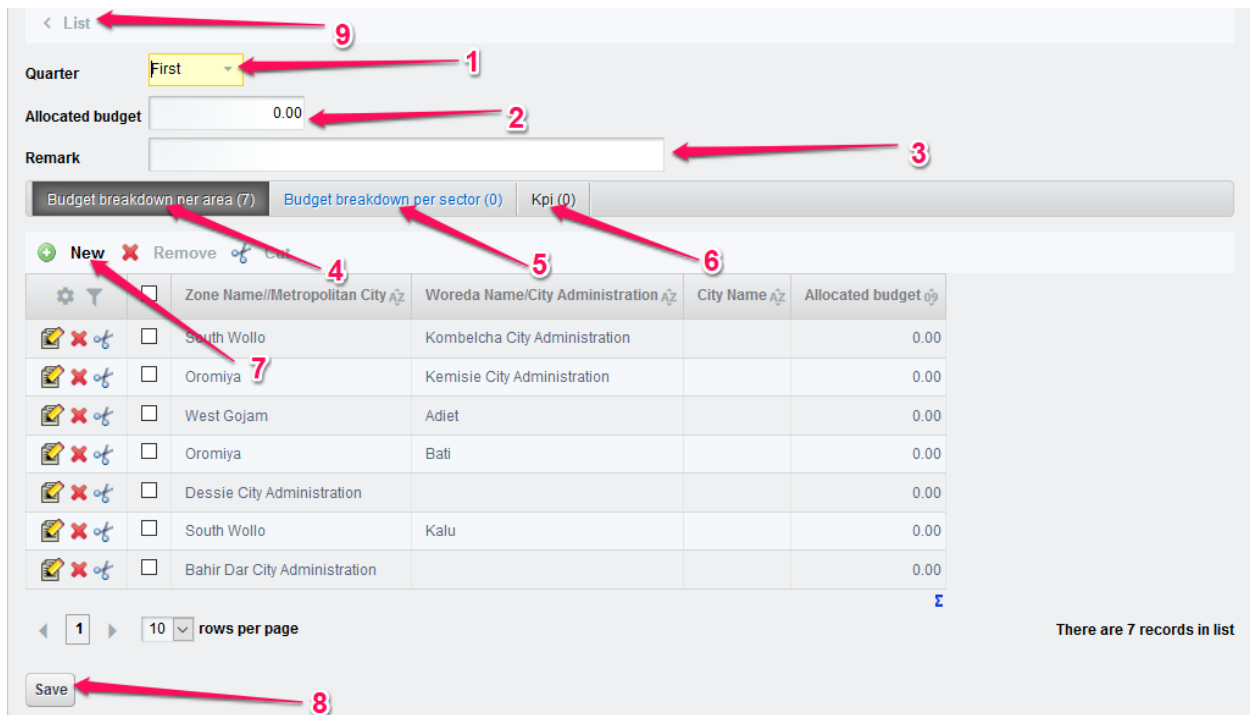 < List
9
Quarter First 1
Allocated budget 0.00 2
Remark 3
Budget breakdown per area (7) Budget breakdown per sector (0) Kpi (0)
4 5 6
New Remove Cut
Zone Name//Metropolitan City Woreda Name/City Administration City Name Allocated budget
South Wollo Kombelcha City Administration 0.00
7
Oromiya Kemisie City Administration 0.00
West Gojam Adiet 0.00
Oromiya Bati 0.00
Dessie City Administration 0.00
South Wollo Kalu 0.00
Bahir Dar City Administration 0.00
Σ
1 10 rows per page There are 7 records in list
Save
8